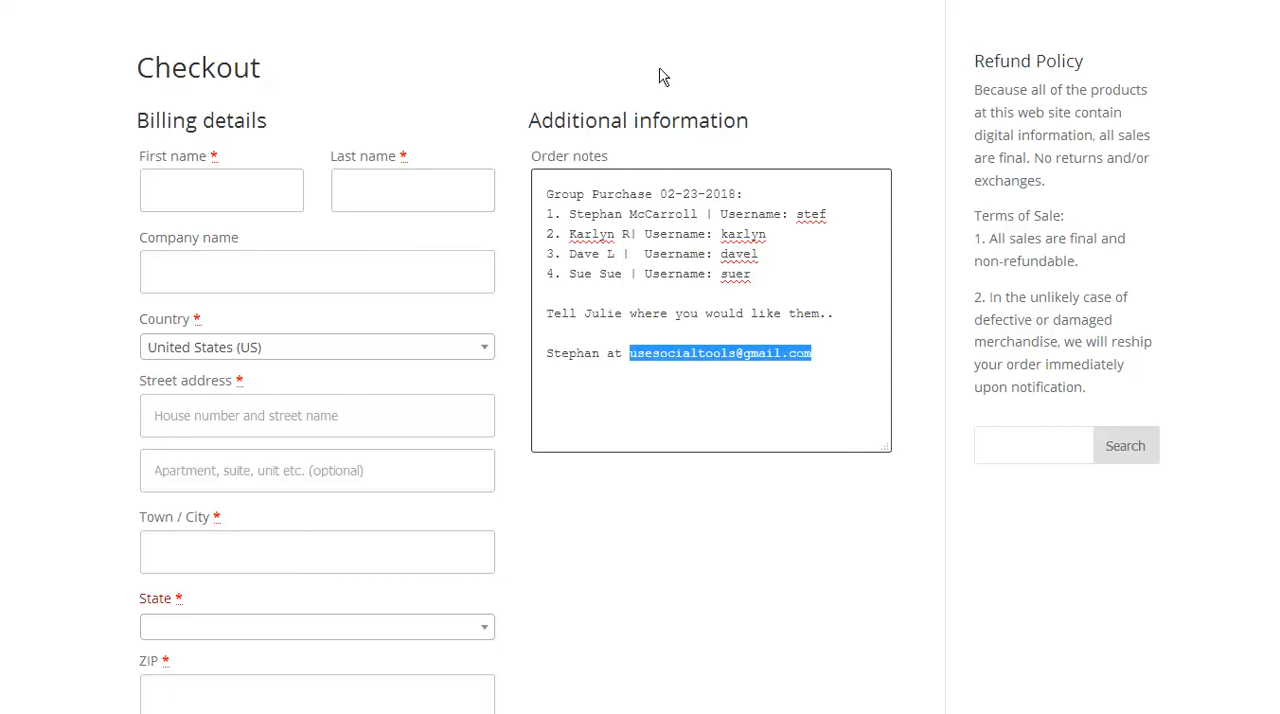 Checkout
Billing details
First name *
Last name *
Company name
Country *
United States (US)
Street address *
House number and street name
Apartment, suite, unit etc. (optional)
Town / City *
State *
ZIP *
Additional information
Order notes
Group Purchase 02-23-2018:
1. Stephan McCarroll | Username: stef
2. Karlyn R| Username: karlyn
3. Dave L |  Username: davel
4. Sue Sue | Username: suer
Tell Julie where you would like them..
Stephan at usesocialtools@gmail.com
Refund Policy
Because all of the products
at this web site contain
digital information, all sales
are final. No returns and/or
exchanges.
Terms of Sale:
1. All sales are final and
non-refundable.
2. In the unlikely case of
defective or damaged
merchandise, we will reship
your order immediately
upon notification.
Search